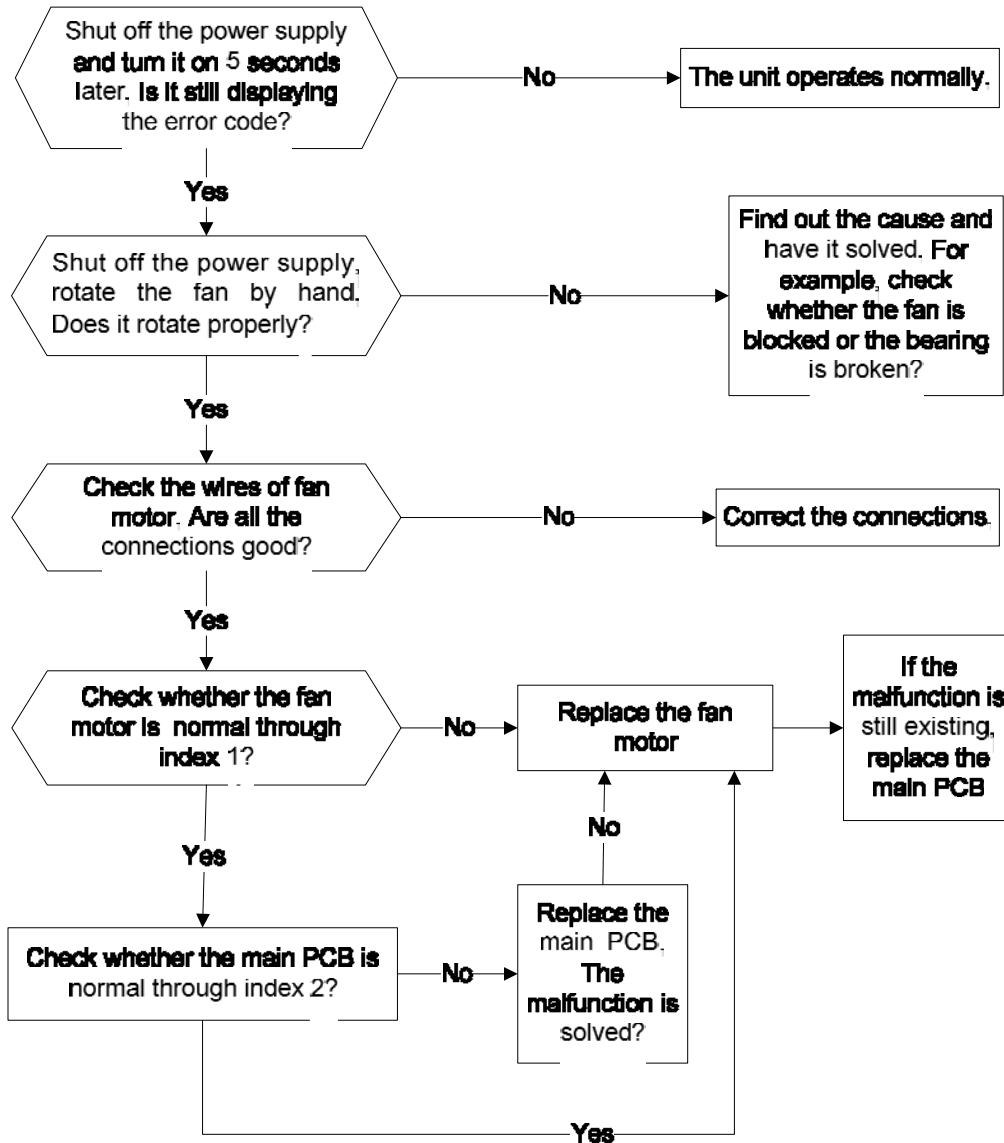 Shut off the power supply
and turn it on 5 seconds
later. Is it still displaying
the error code?
No
The unit operates normally.
Yes
Shut off the power supply,
rotate the fan by hand.
Does it rotate properly?
No
Find out the cause and
have it solved. For
example, check
whether the fan is
blocked or the bearing
is broken?
Yes
Check the wires of fan
motor. Are all the
connections good?
No
Correct the connections.
Yes
Check whether the fan
motor is normal through
index 1?
No
Replace the fan
motor
If the
malfunction is
still existing,
replace the
main PCB
Yes
No
Check whether the main PCB is
normal through index 2?
No
Replace the
main PCB.
The
malfunction is
solved?
Yes